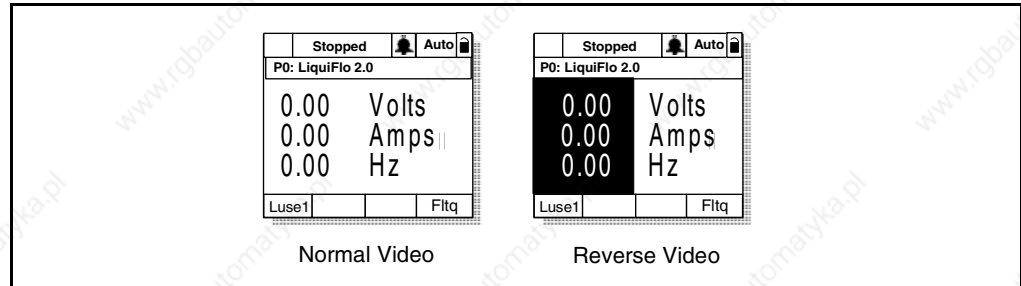 Stopped Auto
P0: LiquiFlo 2.0
0.00 Volts
0.00 Amps
0.00 Hz
Luse1 Fltq
Normal Video
Stopped Auto
P0: LiquiFlo 2.0
0.00 Volts
0.00 Amps
0.00 Hz
Luse1 Fltq
Reverse Video